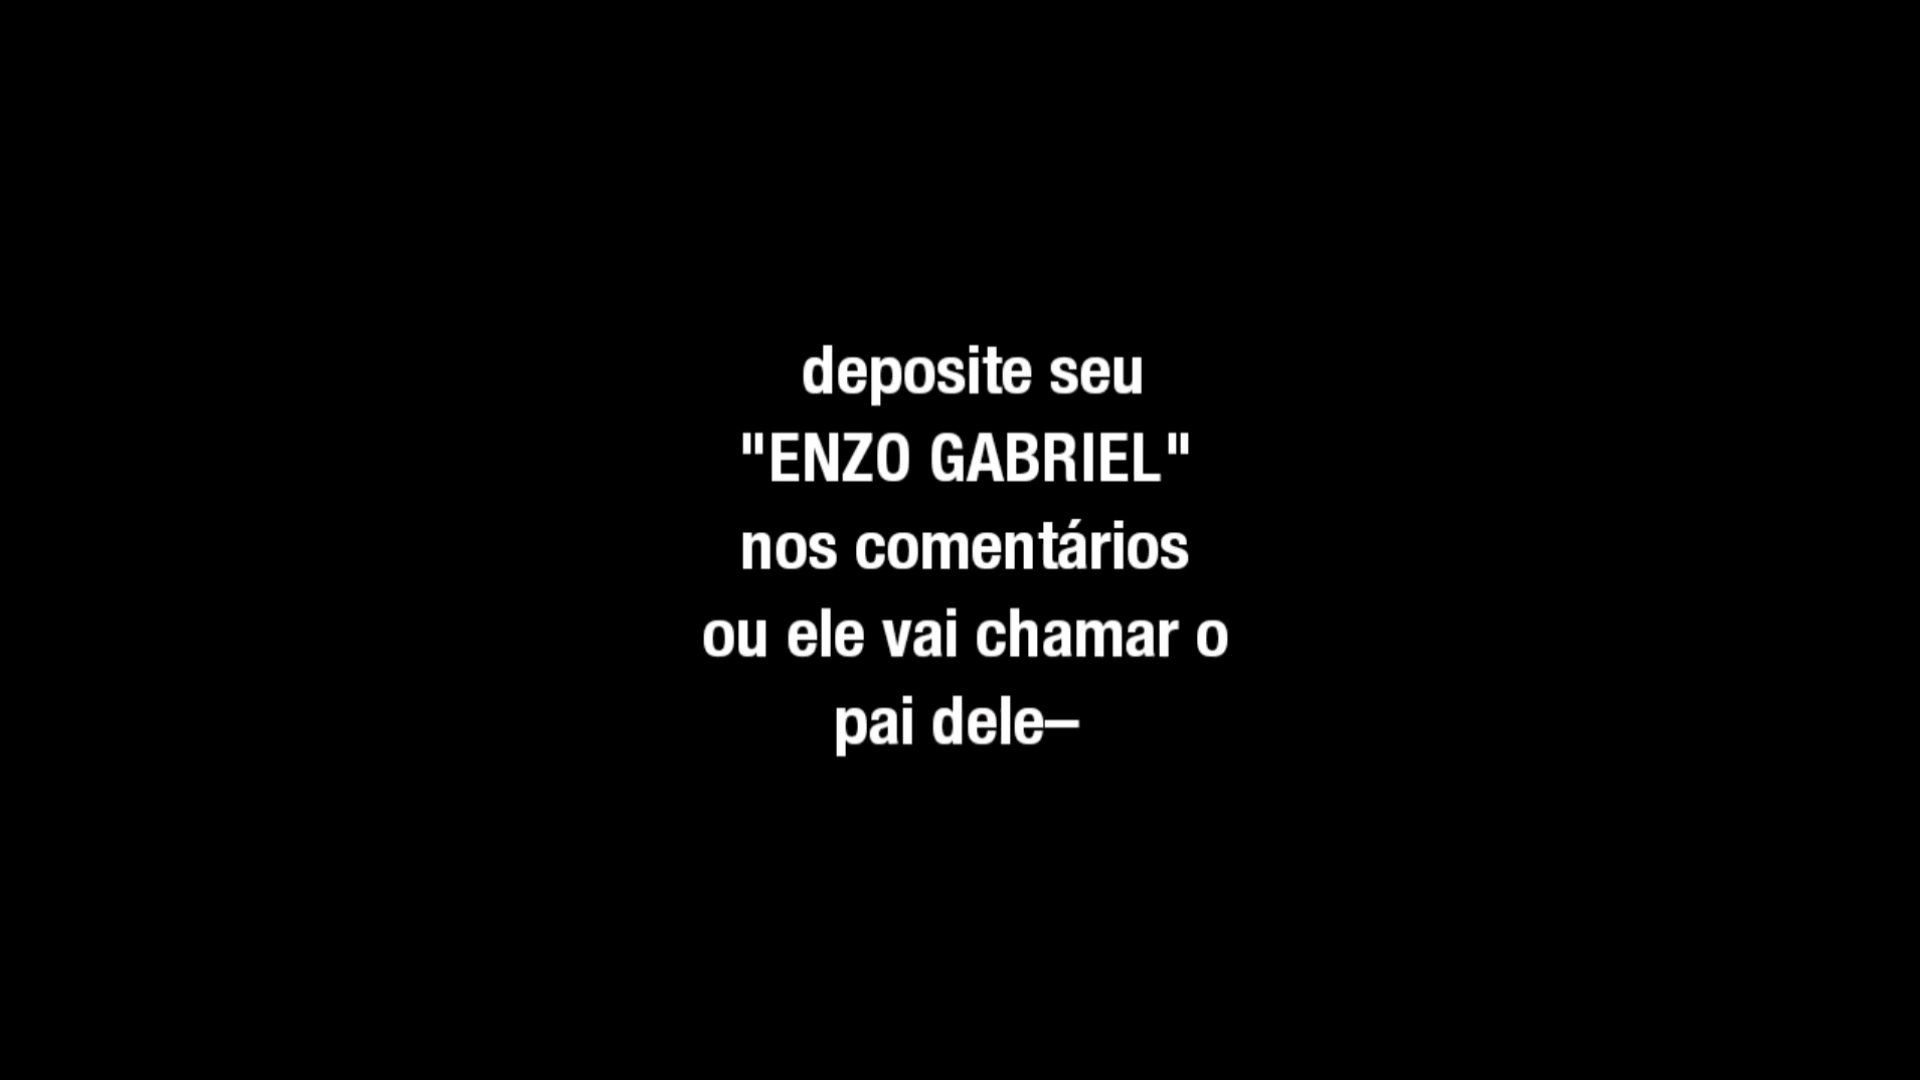 deposite seu
"ENZO GABRIEL"
nos comentários
ou ele vai chamar o
pai dele–